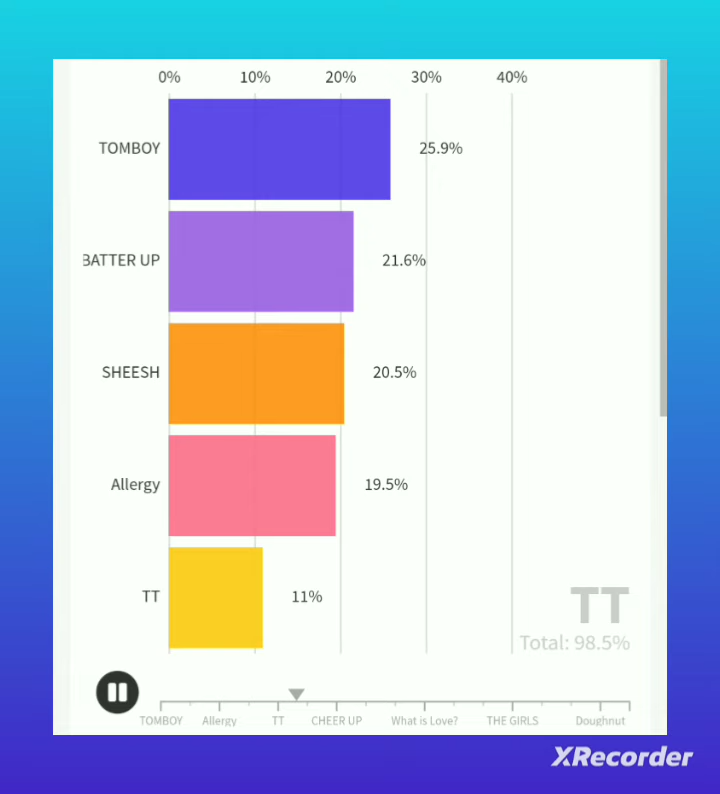 0% 10% 20% 30% 40%
TOMBOY 25.9%
BATTER UP 21.6%
SHEESH 20.5%
Allergy 19.5%
TT 11%
TT
Total: 98.5%
TOMBOY Allergy TT CHEER UP What is Love? THE GIRLS Doughnut
XRecorder